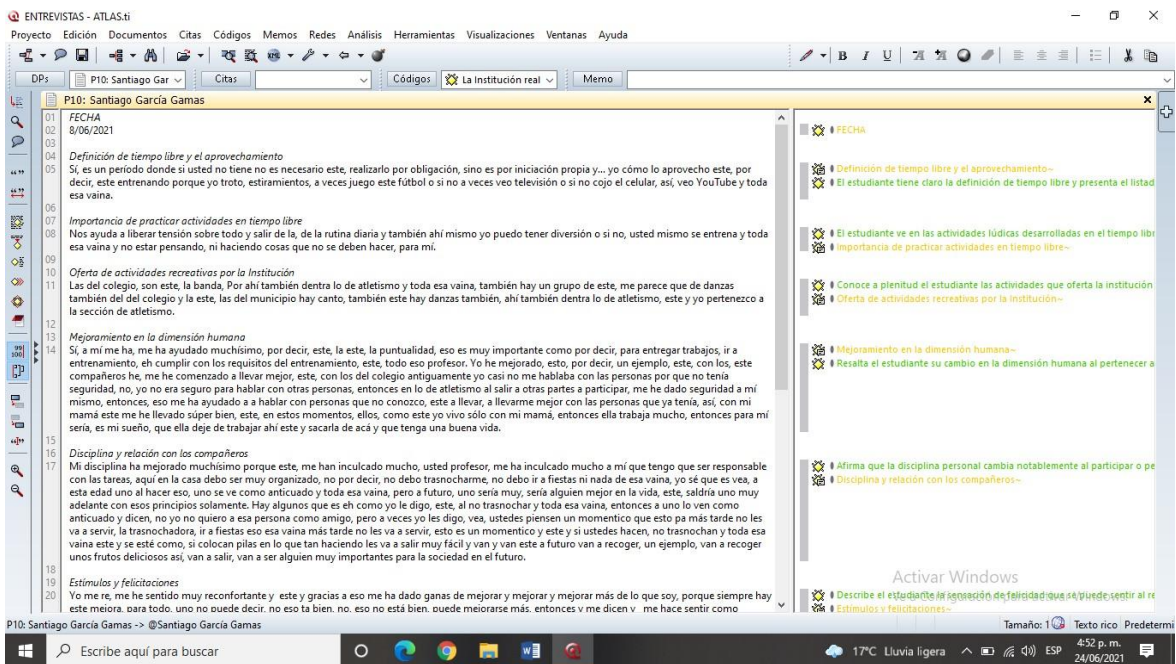 ENTREVISTAS - ATLAS.ti
Proyecto Edición Documentos Citas Códigos Memos Redes Análisis Herramientas Visualizaciones Ventanas Ayuda
B I U
DPs P10: Santiago Gar Citas Códigos La Institución real Memo
P10: Santiago García Gamas
01 FECHA
02 8/06/2021
03
04 Definición de tiempo libre y el aprovechamiento
05 Sí, es un período donde si usted no tiene no es necesario este, realizarlo por obligación, sino es por iniciación propia y... yo cómo lo aprovecho este, por
decir, este entrenando porque yo troto, estiramientos, a veces juego este fútbol o si no a veces veo televisión o si no cojo el celular, así, veo YouTube y toda
esa vaina.
06
07 Importancia de practicar actividades en tiempo libre
08 Nos ayuda a liberar tensión sobre todo y salir de la, de la rutina diaria y también ahí mismo yo puedo tener diversión o si no, usted mismo se entrena y toda
esa vaina y no estar pensando, ni haciendo cosas que no se deben hacer, para mí.
09
10 Oferta de actividades recreativas por la Institución
11 Las del colegio, son este, la banda, Por ahí también dentra lo de atletismo y toda esa vaina, también hay un grupo de este, me parece que de danzas
también del del colegio y la este, las del municipio hay canto, también este hay danzas también, ahí también dentra lo de atletismo, este y yo pertenezco a
la sección de atletismo.
12
13 Mejoramiento en la dimensión humana
14 Sí, a mí me ha, me ha ayudado muchísimo, por decir, este, la este, la puntualidad, eso es muy importante como por decir, para entregar trabajos, ir a
entrenamiento, eh cumplir con los requisitos del entrenamiento, este, todo eso profesor. Yo he mejorado, esto, por decir, un ejemplo, este, con los, este
compañeros he, me he comenzado a llevar mejor, este, con los del colegio antiguamente yo casi no me hablaba con las personas por que no tenía
seguridad, no, yo no era seguro para hablar con otras personas, entonces en lo de atletismo al salir a otras partes a participar, me he dado seguridad a mí
mismo, entonces, eso me ha ayudado a a hablar con personas que no conozco, este a llevar, a llevarme mejor con las personas que ya tenía, así, con mi
mamá este me he llevado súper bien, este, en estos momentos, ellos, como este yo vivo sólo con mi mamá, entonces ella trabaja mucho, entonces para mí
sería, es mi sueño, que ella deje de trabajar ahí este y sacarla de acá y que tenga una buena vida.
15
16 Disciplina y relación con los compañeros
17 Mi disciplina ha mejorado muchísimo porque este, me han inculcado mucho, usted profesor, me ha inculcado mucho a mí que tengo que ser responsable
con las tareas, aquí en la casa debo ser muy organizado, no por decir, no debo trasnocharme, no debo ir a fiestas ni nada de esa vaina, yo sé que es vea, a
esta edad uno al hacer eso, uno se ve como anticuado y toda esa vaina, pero a futuro, uno sería muy, sería alguien mejor en la vida, este, saldría uno muy
adelante con esos principios solamente. Hay algunos que es eh como yo le digo, este, al no trasnochar y toda esa vaina, entonces a uno lo ven como
anticuado y dicen, no yo no quiero a esa persona como amigo, pero a veces yo les digo, vea, ustedes piensen un momentico que esto pa más tarde no les
va a servir, la trasnochadora, ir a fiestas eso esa vaina más tarde no les va a servir, esto es un momentico y este y si ustedes hacen, no trasnochan y toda esa
vaina este y se esté como, si colocan pilas en lo que tan haciendo les va a salir muy fácil y van y van este a futuro van a recoger, un ejemplo, van a recoger
unos frutos deliciosos así, van a salir, van a ser alguien muy importantes para la sociedad en el futuro.
18
19 Estímulos y felicitaciones
20 Yo me re, me he sentido muy reconfortante y este y gracias a eso me ha dado ganas de mejorar y mejorar y mejorar más de lo que soy, porque siempre hay
este mejora, para todo, uno no puede decir, no eso ta bien, no, eso no está bien, puede mejorarse más, entonces y me dicen y me hace sentir como
FECHA
Definición de tiempo libre y el aprovechamiento~
El estudiante tiene claro la definición de tiempo libre y presenta el listad
El estudiante ve en las actividades lúdicas desarrolladas en el tiempo libr
Importancia de practicar actividades en tiempo libre~
Conoce a plenitud el estudiante las actividades que oferta la institución
Oferta de actividades recreativas por la Institución~
Mejoramiento en la dimensión humana~
Resalta el estudiante su cambio en la dimensión humana al pertenecer a
Afirma que la disciplina personal cambia notablemente al participar o pe
Disciplina y relación con los compañeros~
Activar Windows
Describe el estudiante la sensación de felicidad que se puede sentir al re
Estímulos y felicitaciones~
P10: Santiago García Gamas -> @Santiago García Gamas Tamaño: 1 Texto rico Predetermi
Escribe aquí para buscar 17°C Lluvia ligera ESP 4:52 p. m.
24/06/2021